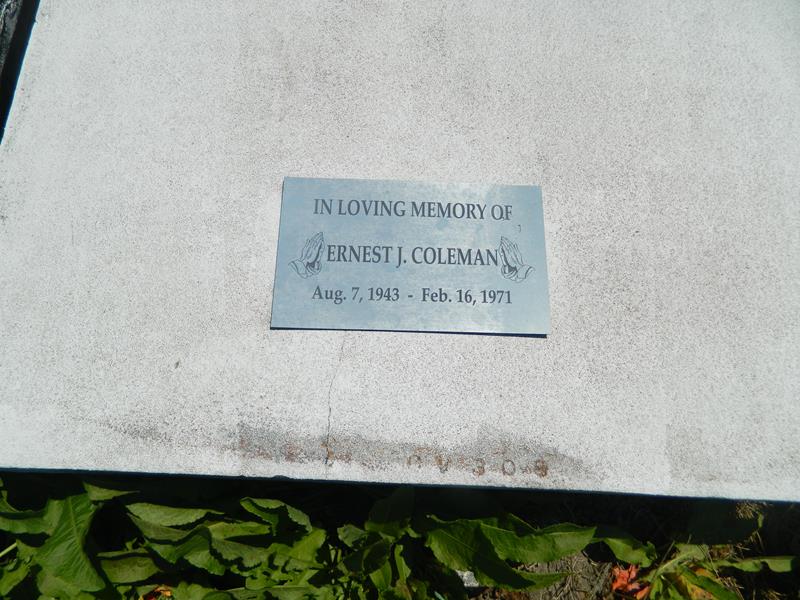 IN LOVING MEMORY OF
ERNEST J. COLEMAN
Aug. 7, 1943 - Feb. 16, 1971